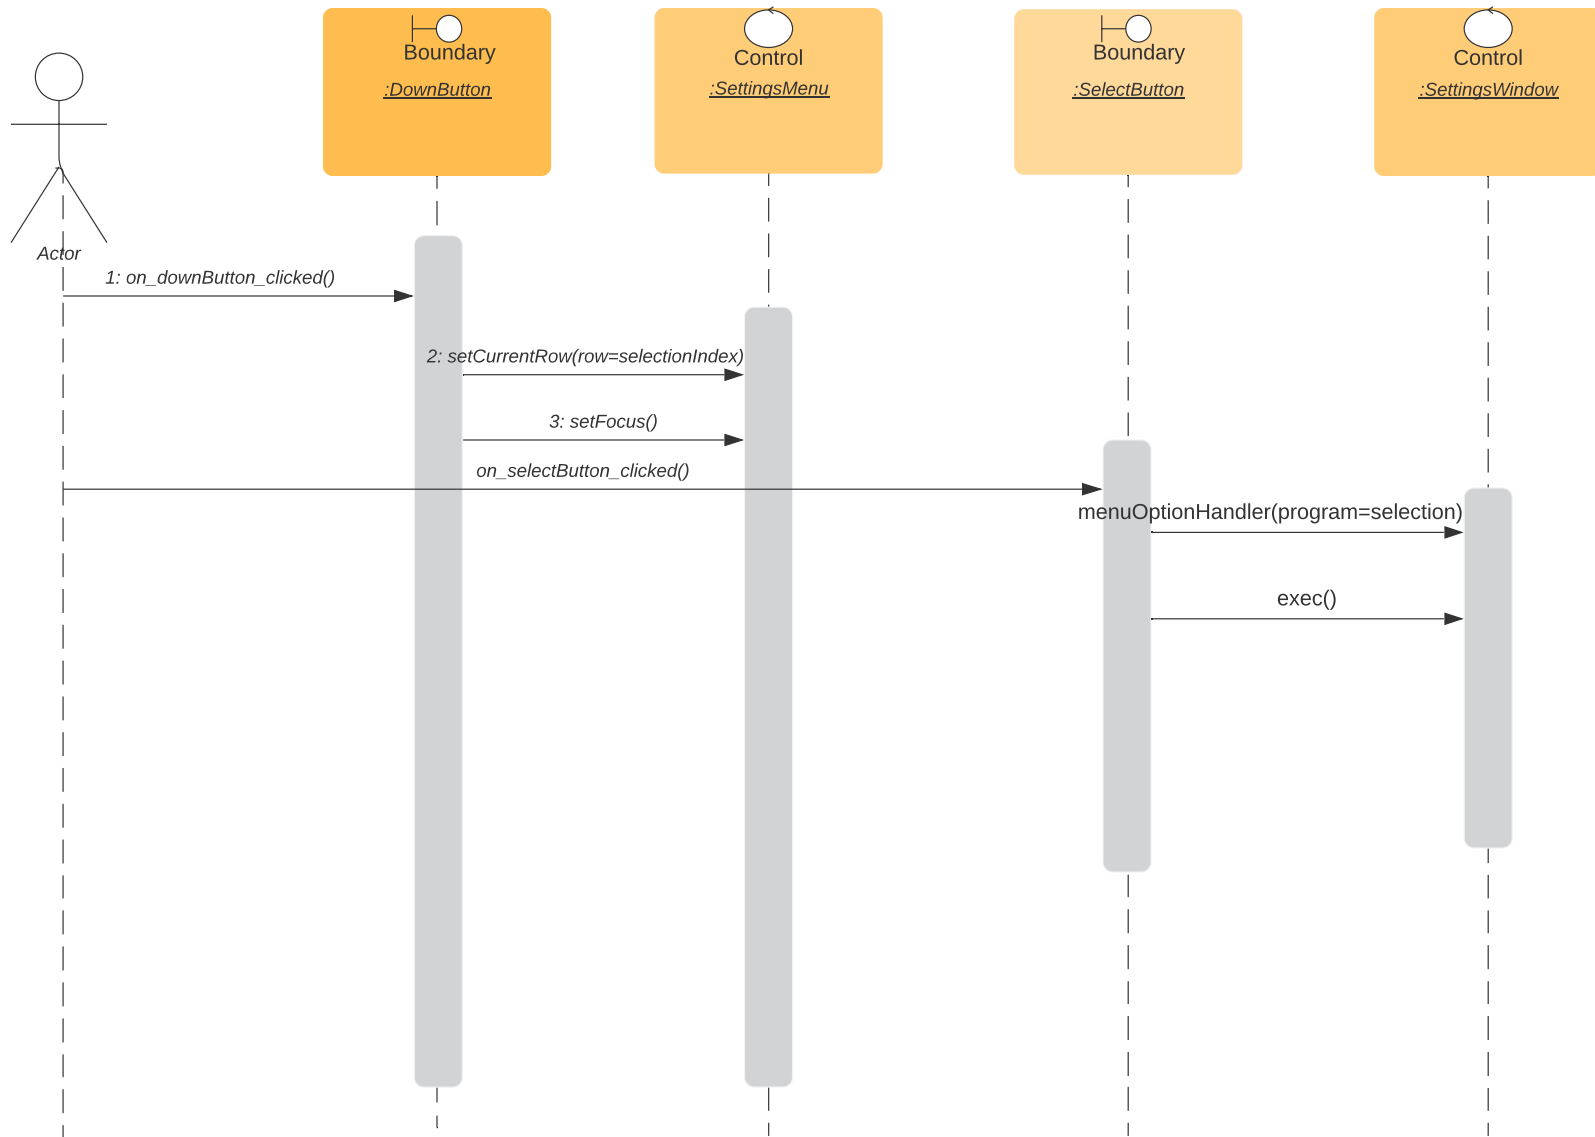 Boundary
:DownButton
Control
:SettingsMenu
Boundary
:SelectButton
Control
:SettingsWindow
Actor
1: on_downButton_clicked()
2: setCurrentRow(row=selectionIndex)
3: setFocus()
on_selectButton_clicked()
menuOptionHandler(program=selection)
exec()